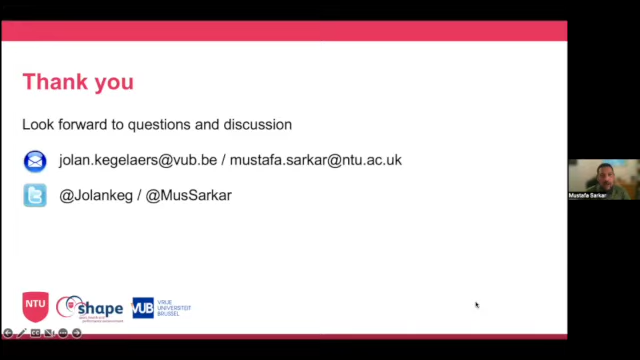 Thank you
Look forward to questions and discussion
jolan.kegelaers@vub.be / mustafa.sarkar@ntu.ac.uk
@Jolankeg / @MusSarkar
Mustafa Sarkar
NTU
shape
VUB
VRIJE
UNIVERSITEIT
BRUSSEL
CC